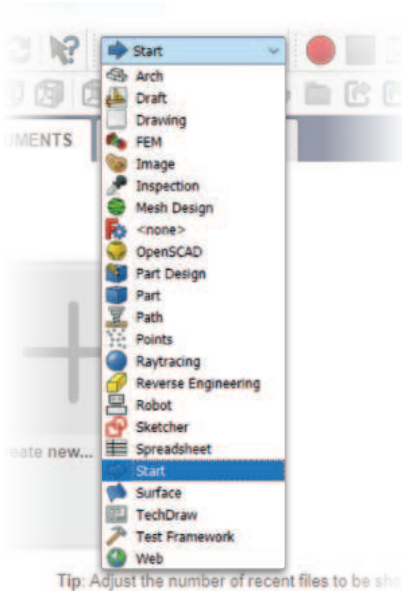 Start
Arch
Draft
Drawing
FEM
UMENTS
Image
Inspection
Mesh Design
<none>
OpenSCAD
Part Design
Part
Path
Points
Raytracing
Reverse Engineering
Robot
Sketcher
eate new...
Spreadsheet
Start
Surface
TechDraw
Test Framework
Web
Tip: Adjust the number of recent files to be sho